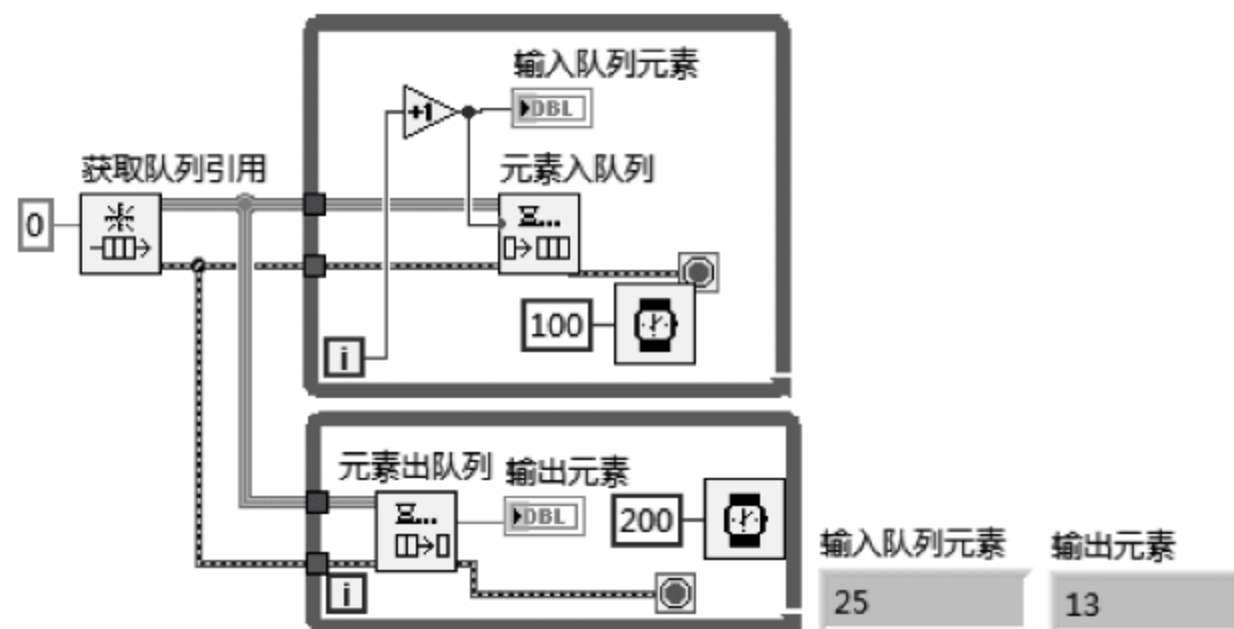 输入队列元素
+1
DBL
获取队列引用
元素入队列
0
100
i
元素出队列
输出元素
DBL
200
i
输入队列元素
输出元素
25
13